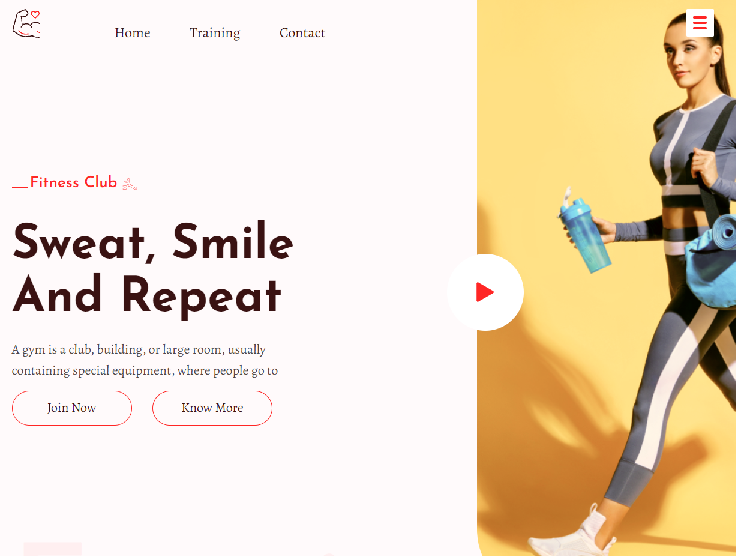 Home Training Contact
Fitness Club
Sweat, Smile
And Repeat
A gym is a club, building, or large room, usually
containing special equipment, where people go to
Join Now Know More